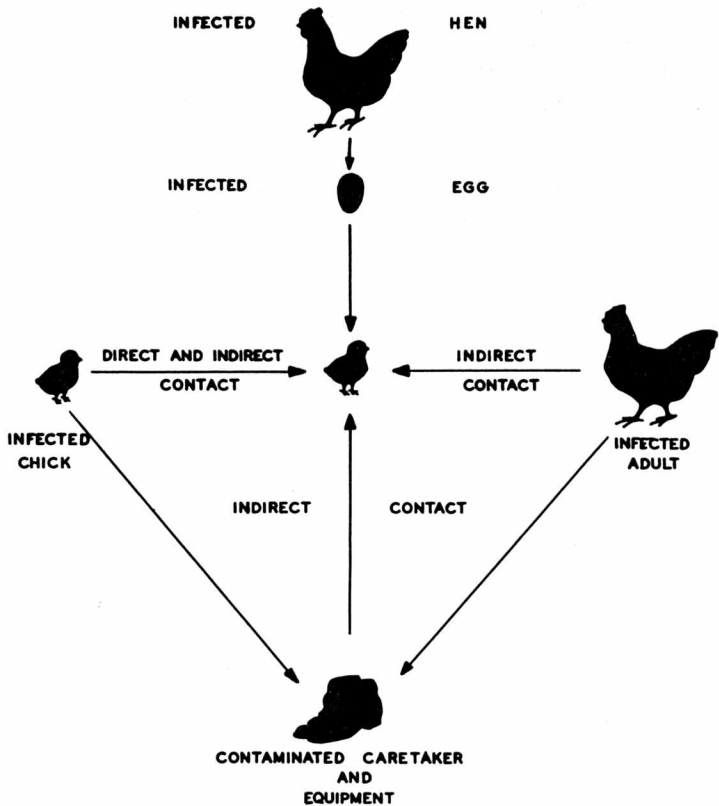 INFECTED HEN
INFECTED EGG
DIRECT AND INDIRECT
CONTACT
INDIRECT
CONTACT
INFECTED
CHICK
INFECTED
ADULT
INDIRECT CONTACT
CONTAMINATED CARETAKER
AND
EQUIPMENT